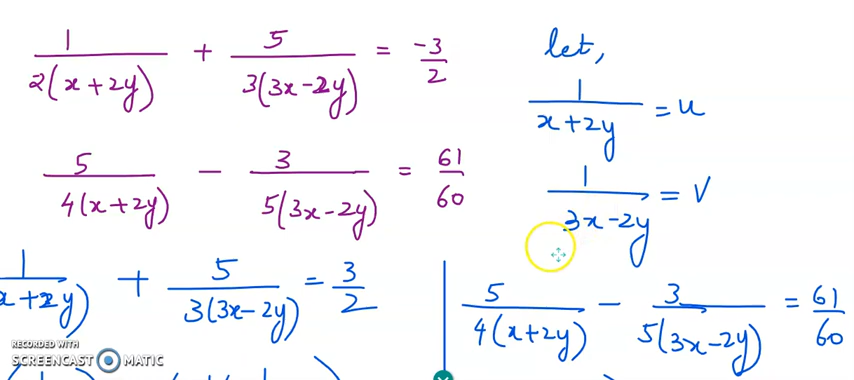 1/2(x+2y) + 5/3(3x-2y) = -3/2
5/4(x+2y) - 3/5(3x-2y) = 61/60
let,
1/x+2y = u
1/3x-2y = v
1/x+2y) + 5/3(3x-2y) = 3/2
5/4(x+2y) - 3/5(3x-2y) = 61/60
RECORDED WITH
SCREENCAST MATIC